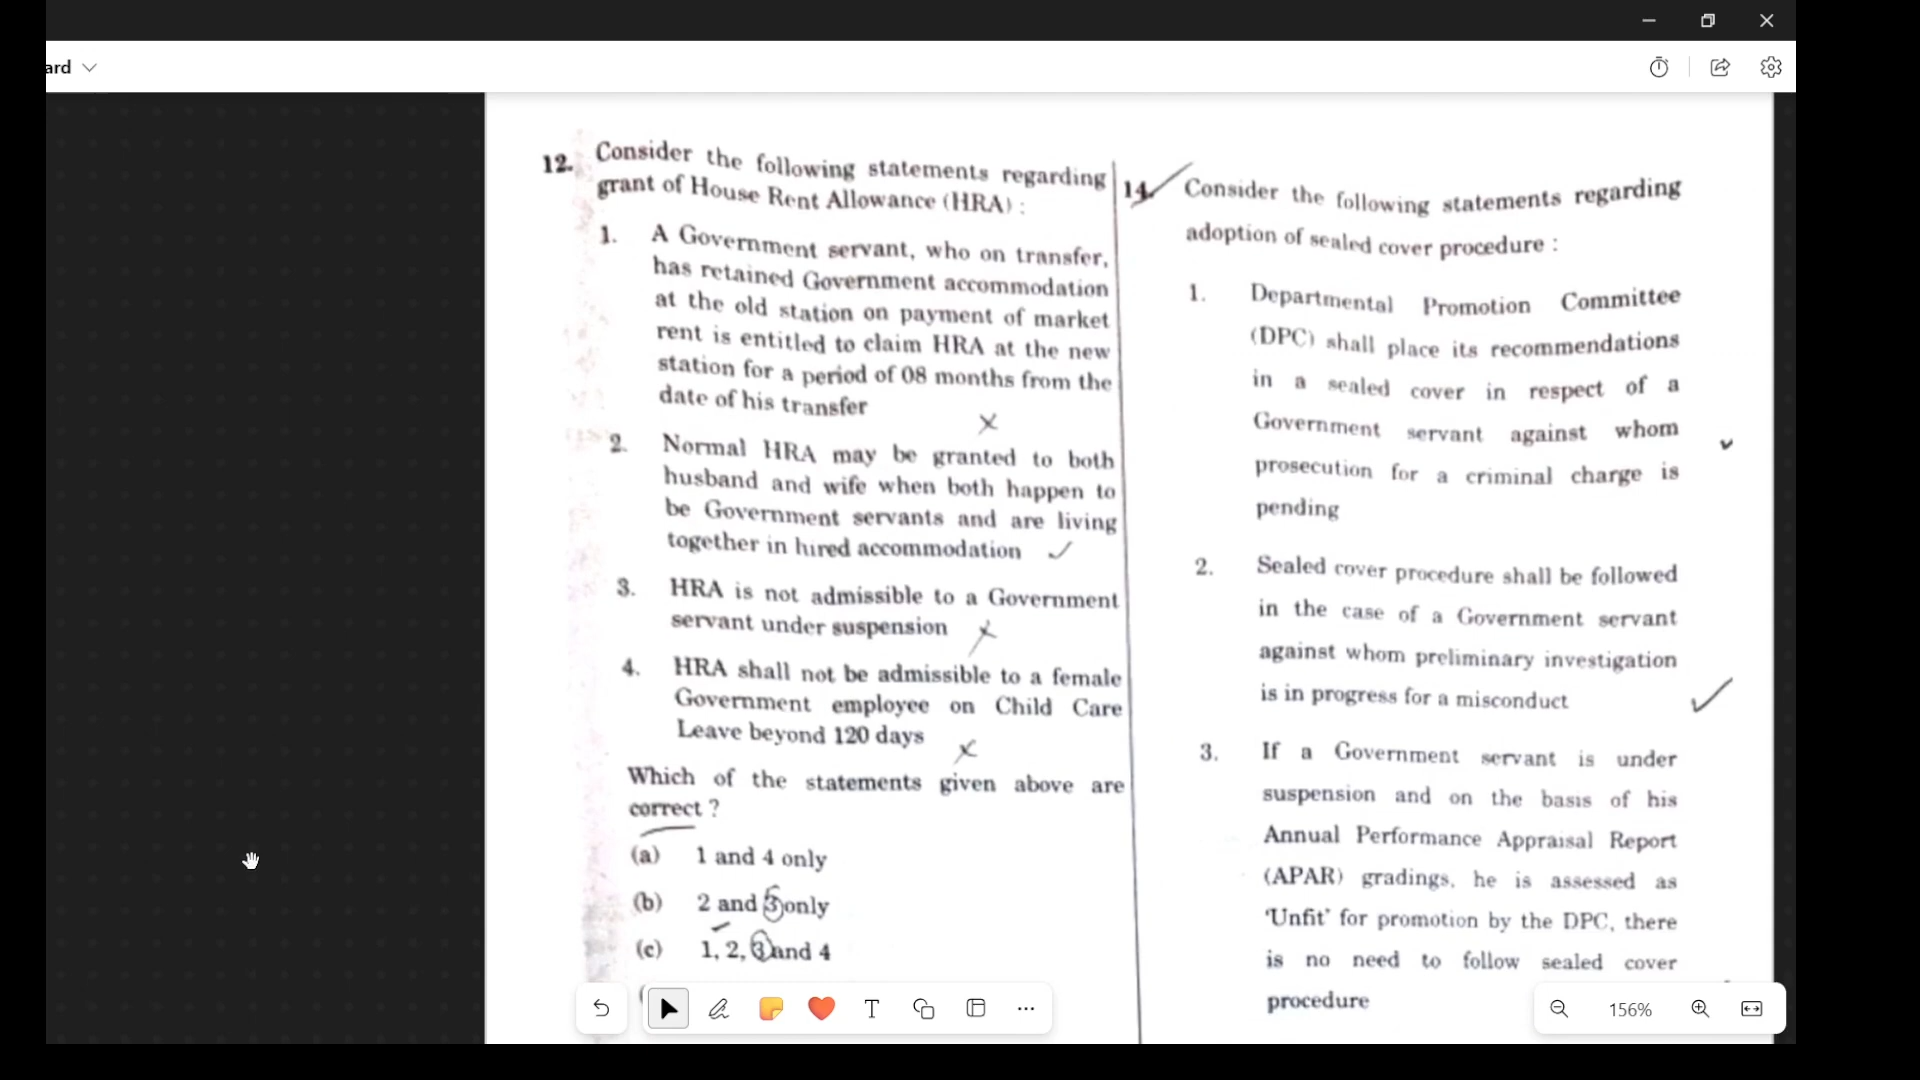 ard
12. Consider the following statements regarding
grant of House Rent Allowance (HRA) :
1. A Government servant, who on transfer,
has retained Government accommodation
at the old station on payment of market
rent is entitled to claim HRA at the new
station for a period of 08 months from the
date of his transfer
2. Normal HRA may be granted to both
husband and wife when both happen to
be Government servants and are living
together in hired accommodation
3. HRA is not admissible to a Government
servant under suspension
4. HRA shall not be admissible to a female
Government employee on Child Care
Leave beyond 120 days
Which of the statements given above are
correct ?
(a) 1 and 4 only
(b) 2 and 3 only
(c) 1, 2, 3 and 4
14. Consider the following statements regarding
adoption of sealed cover procedure :
1. Departmental Promotion Committee
(DPC) shall place its recommendations
in a sealed cover in respect of a
Government servant against whom
prosecution for a criminal charge is
pending
2. Sealed cover procedure shall be followed
in the case of a Government servant
against whom preliminary investigation
is in progress for a misconduct
3. If a Government servant is under
suspension and on the basis of his
Annual Performance Appraisal Report
(APAR) gradings, he is assessed as
'Unfit' for promotion by the DPC, there
is no need to follow sealed cover
procedure
T
156%